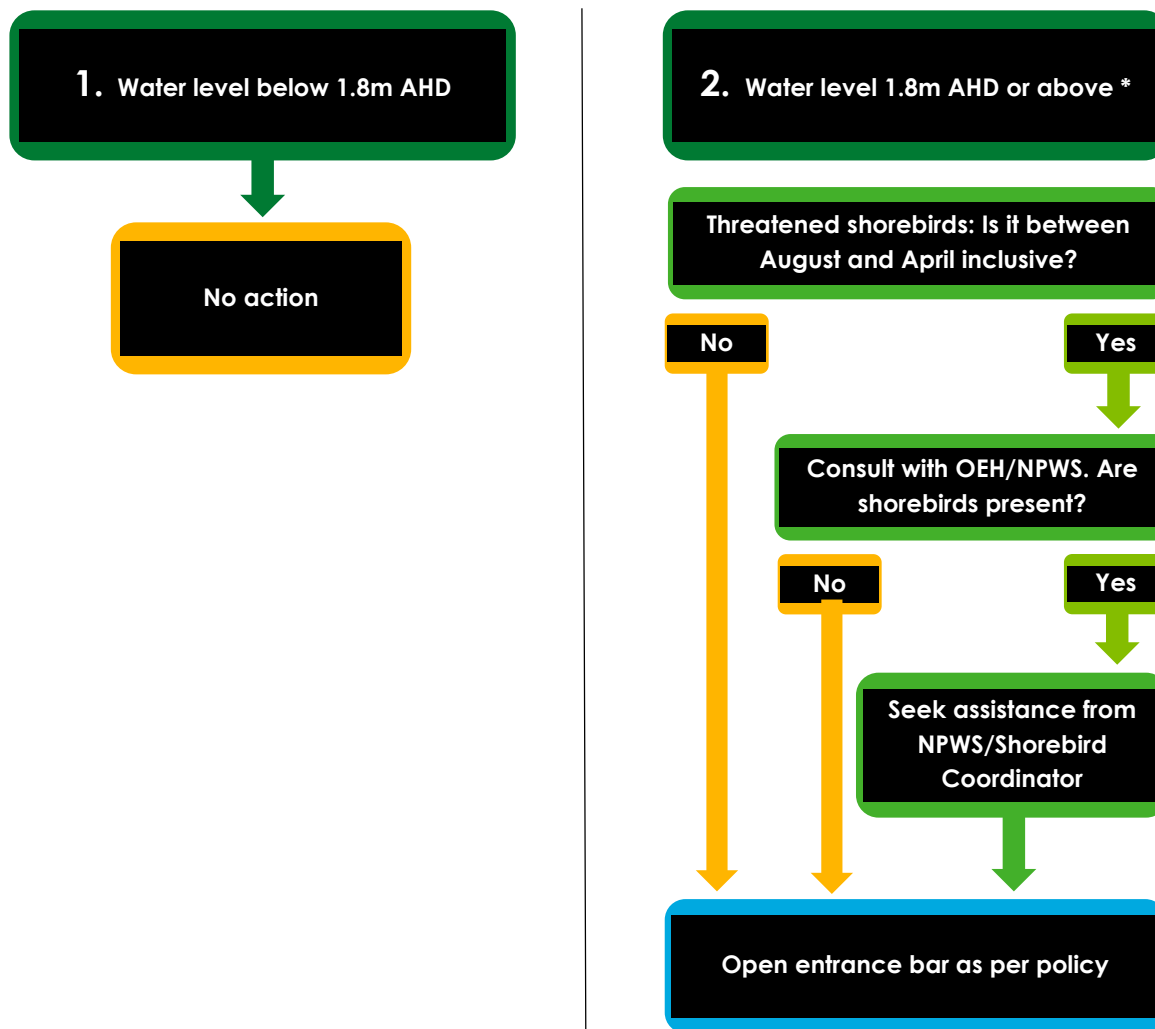 1. Water level below 1.8m AHD
No action
2. Water level 1.8m AHD or above *
Threatened shorebirds: Is it between
August and April inclusive?
No
Yes
Consult with OEH/NPWS. Are
shorebirds present?
No
Yes
Seek assistance from
NPWS/Shorebird
Coordinator
Open entrance bar as per policy